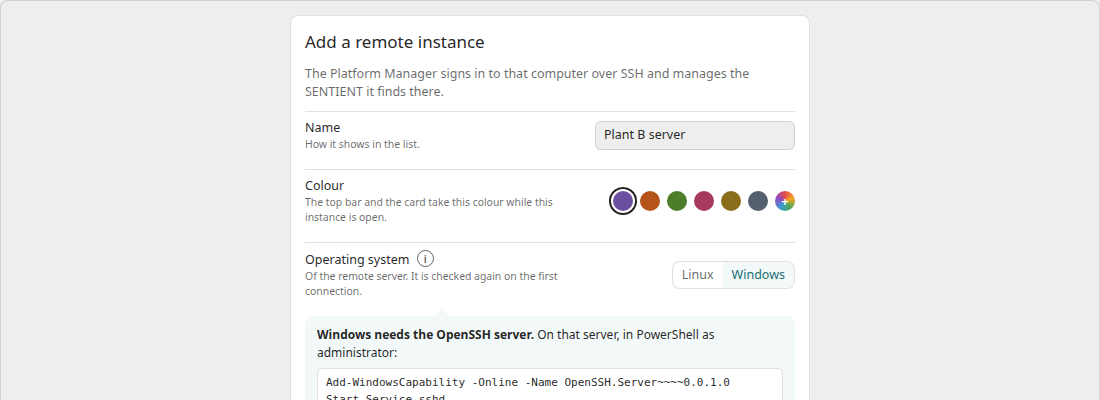 Add a remote instance
The Platform Manager signs in to that computer over SSH and manages the
SENTIENT it finds there.
Name
How it shows in the list.
Plant B server
Colour
The top bar and the card take this colour while this
instance is open.
Operating system
Of the remote server. It is checked again on the first
connection.
Linux
Windows
Windows needs the OpenSSH server. On that server, in PowerShell as
administrator:
Add-WindowsCapability -Online -Name OpenSSH.Server~~~~0.0.1.0
Start-Service sshd